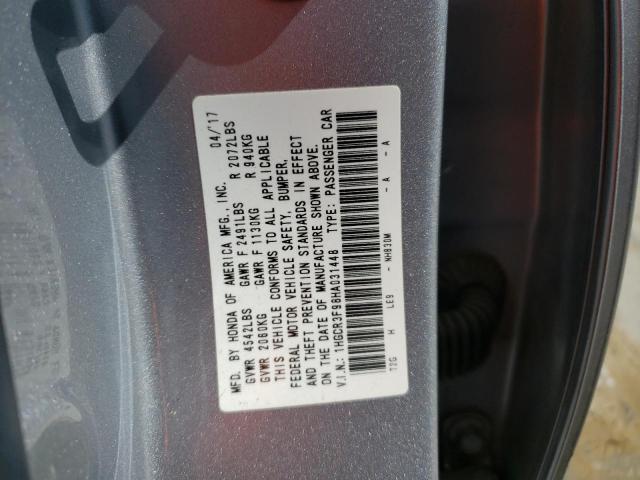 MFD. BY HONDA OF AMERICA MFG., INC. 04/'17
GVWR 4542LBS GAWR F 2491LBS R 2072LBS
GVWR 2060KG GAWR F 1130KG R 940KG
THIS VEHICLE CONFORMS TO ALL APPLICABLE
FEDERAL MOTOR VEHICLE SAFETY, BUMPER,
AND THEFT PREVENTION STANDARDS IN EFFECT
ON THE DATE OF MANUFACTURE SHOWN ABOVE.
V.I.N.: 1HGCR3F98HA031448 TYPE: PASSENGER CAR
T2G H LE9 - NH830M - A - A